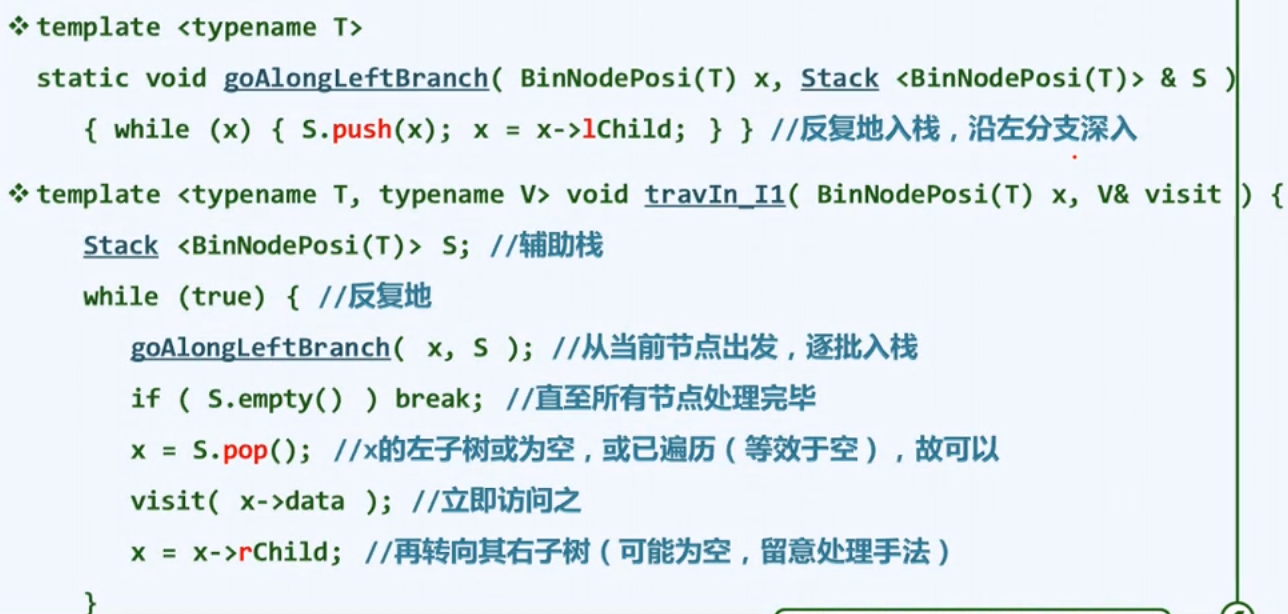 ❖ template <typename T>
static void goAlongLeftBranch( BinNodePosi(T) x, Stack <BinNodePosi(T)> & S )
{ while (x) { S.push(x); x = x->lChild; } } //反复地入栈，沿左分支深入
❖ template <typename T, typename V> void travIn_I1( BinNodePosi(T) x, V& visit ) {
Stack <BinNodePosi(T)> S; //辅助栈
while (true) { //反复地
goAlongLeftBranch( x, S ); //从当前节点出发，逐批入栈
if ( S.empty() ) break; //直至所有节点处理完毕
x = S.pop(); //x的左子树或为空，或已遍历（等效于空），故可以
visit( x->data ); //立即访问之
x = x->rChild; //再转向其右子树（可能为空，留意处理手法）
}